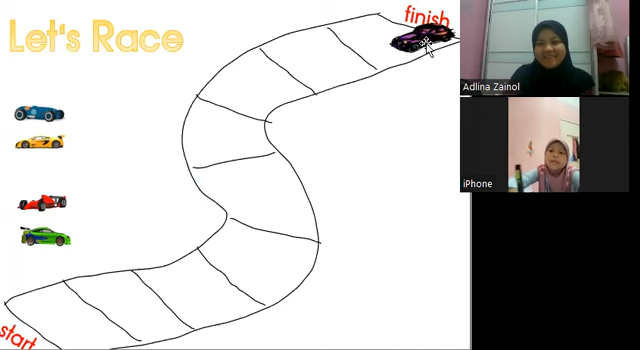 Let's Race
finish
start
Adlina Zainol
iPhone